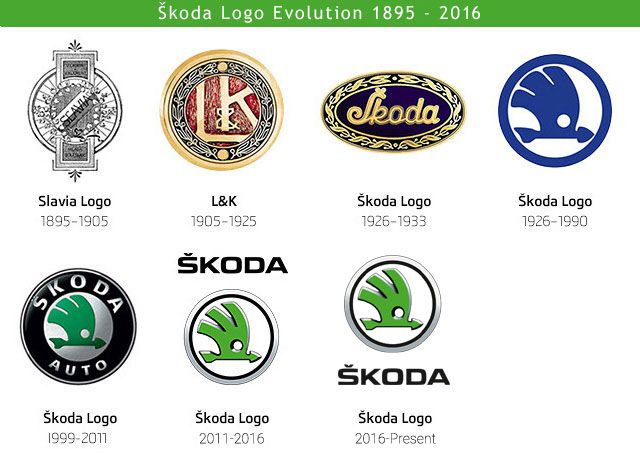 Škoda Logo Evolution 1895 - 2016
L&K
Škoda
Slavia Logo
1895-1905
L&K
1905-1925
Škoda Logo
1926-1933
Škoda Logo
1926-1990
ŠKODA
AUTO
ŠKODA
ŠKODA
Škoda Logo
1999-2011
Škoda Logo
2011-2016
Škoda Logo
2016-Present